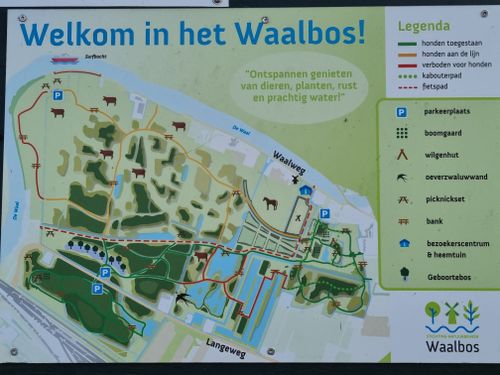 Welkom in het Waalbos!
Surfbocht
"Ontspannen genieten
van dieren, planten, rust
en prachtig water!"
De Waal
Waalweg
De Waal
P
P
P
P
Langeweg
Legenda
honden toegestaan
honden aan de lijn
verboden voor honden
kabouterpad
fietspad
P parkeerplaats
boomgaard
wilgenhut
oeverzwaluwwand
picknickset
bank
bezoekerscentrum
& heemtuin
Geboortebos
Waalbos